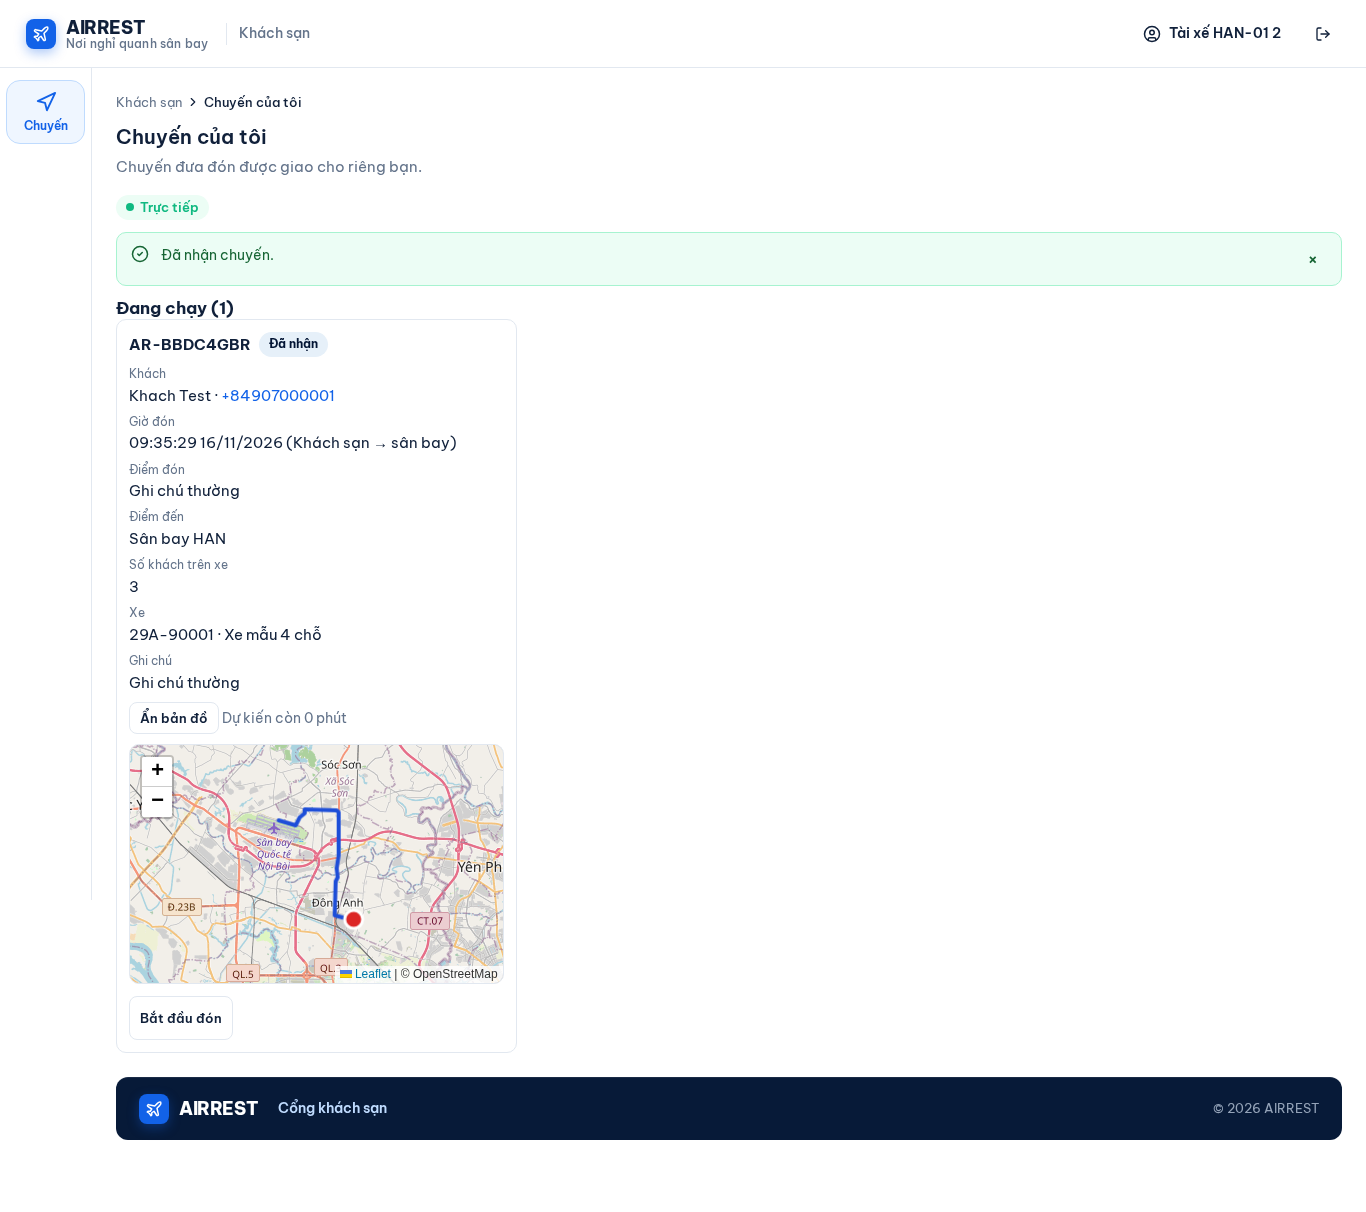 AIRREST
Nơi nghỉ quanh sân bay
Khách sạn
Tài xế HAN-01 2
Chuyến
Khách sạn > Chuyến của tôi
Chuyến của tôi
Chuyến đưa đón được giao cho riêng bạn.
Trực tiếp
Đã nhận chuyến.
×
Đang chạy (1)
AR-BBDC4GBR Đã nhận
Khách
Khach Test · +84907000001
Giờ đón
09:35:29 16/11/2026 (Khách sạn → sân bay)
Điểm đón
Ghi chú thường
Điểm đến
Sân bay HAN
Số khách trên xe
3
Xe
29A-90001 · Xe mẫu 4 chỗ
Ghi chú
Ghi chú thường
Ẩn bản đồ Dự kiến còn 0 phút
+
−
Sóc Sơn
Xã Sóc
Sơn
Sân bay
Quốc tế
Nội Bài
Yên Ph
Đông Anh
Đ.23B
CT.07
QL.5
Leaflet | © OpenStreetMap
Bắt đầu đón
AIRREST
Cổng khách sạn
© 2026 AIRREST